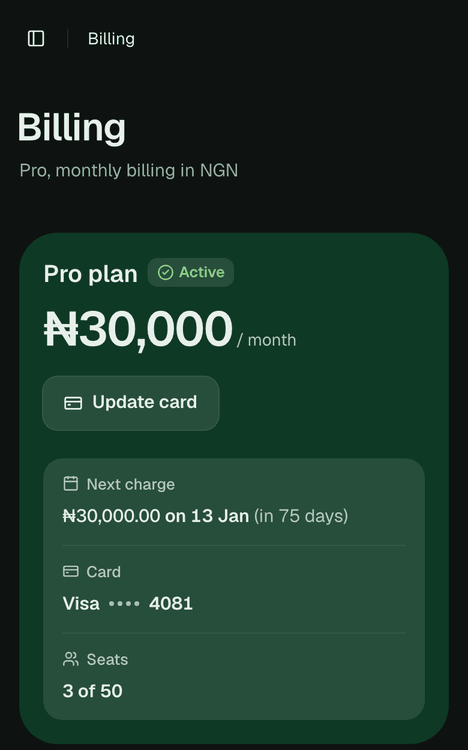 Billing
Billing
Pro, monthly billing in NGN
Pro plan
Active
₦30,000 / month
Update card
Next charge
₦30,000.00 on 13 Jan (in 75 days)
Card
Visa •••• 4081
Seats
3 of 50